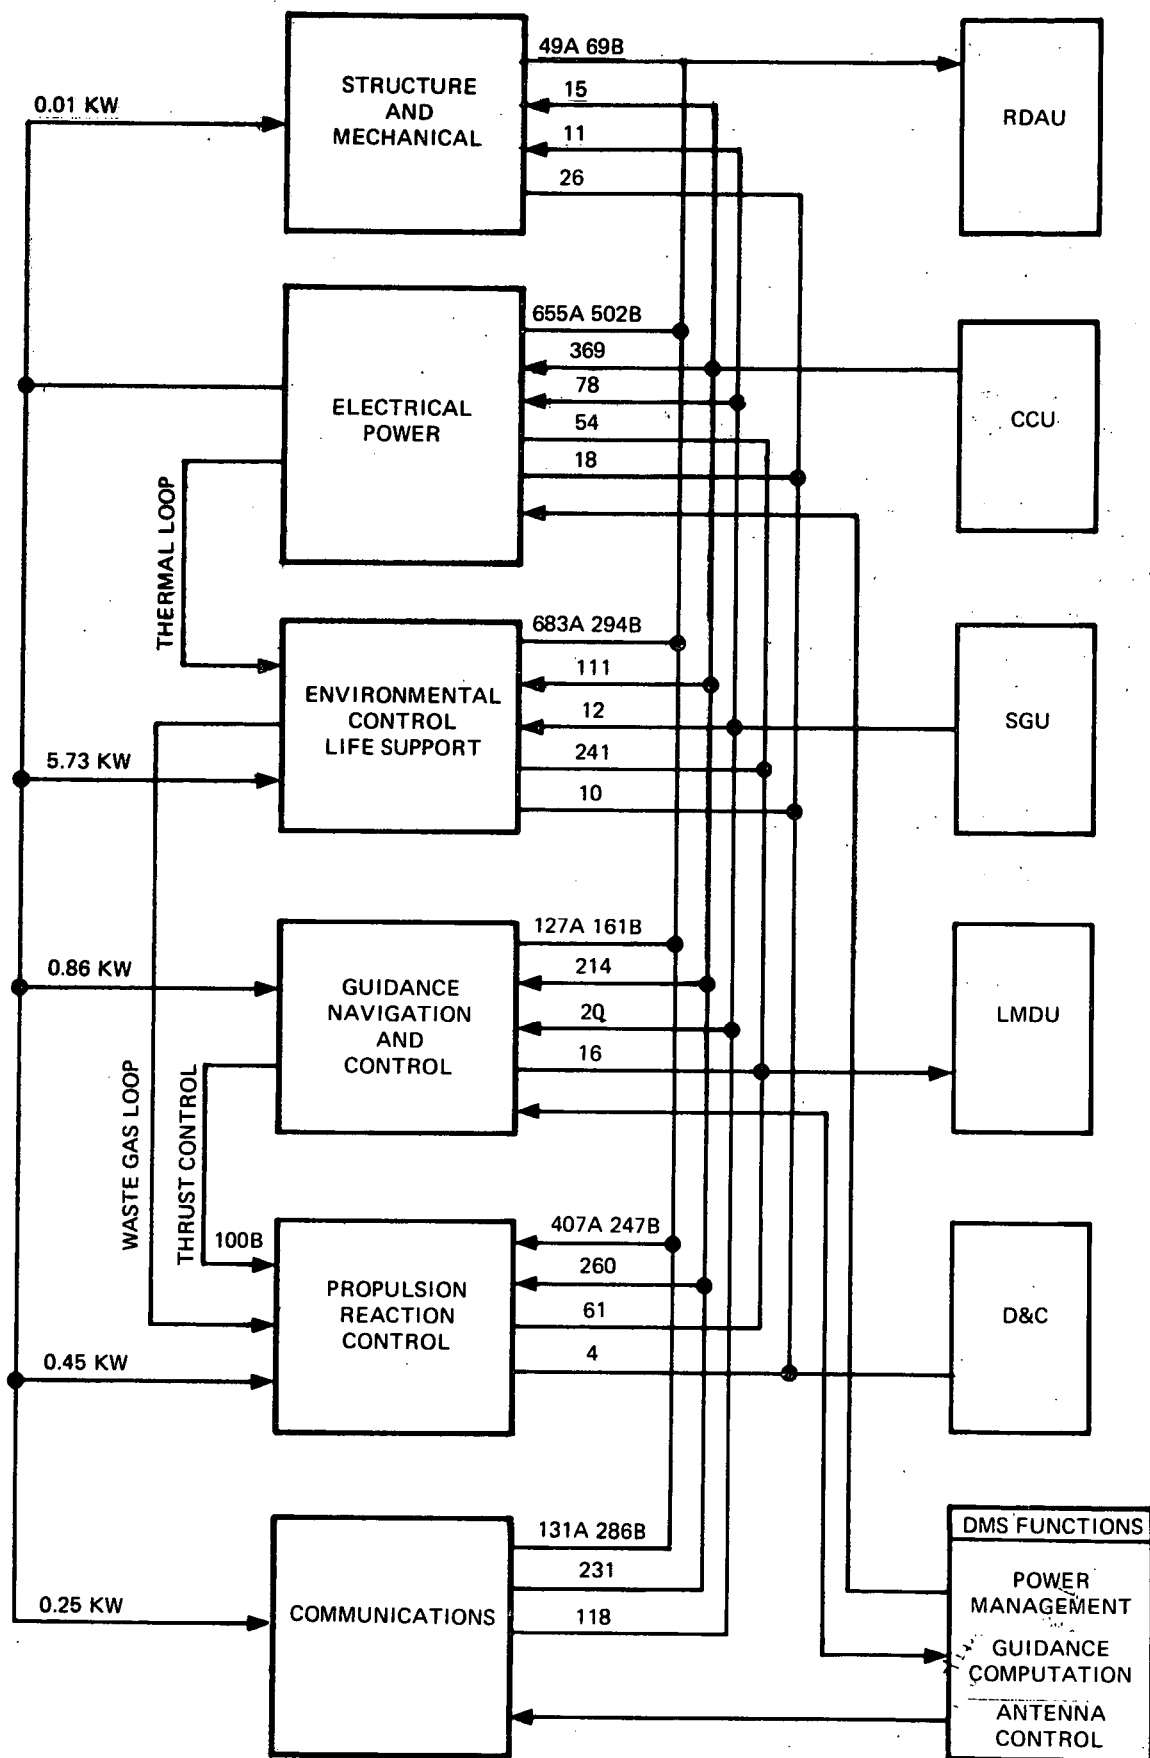 49A 69B
STRUCTURE
AND
MECHANICAL
15
11
26
0.01 KW
RDAU
655A 502B
369
78
54
18
ELECTRICAL
POWER
CCU
THERMAL LOOP
683A 294B
111
12
241
10
ENVIRONMENTAL
CONTROL
LIFE SUPPORT
5.73 KW
SGU
127A 161B
214
20
16
0.86 KW
GUIDANCE
NAVIGATION
AND
CONTROL
LMDU
WASTE GAS LOOP
THRUST CONTROL
100B
407A 247B
260
61
4
PROPULSION
REACTION
CONTROL
0.45 KW
D&C
131A 286B
231
118
0.25 KW
COMMUNICATIONS
DMS FUNCTIONS
POWER
MANAGEMENT
GUIDANCE
COMPUTATION
ANTENNA
CONTROL